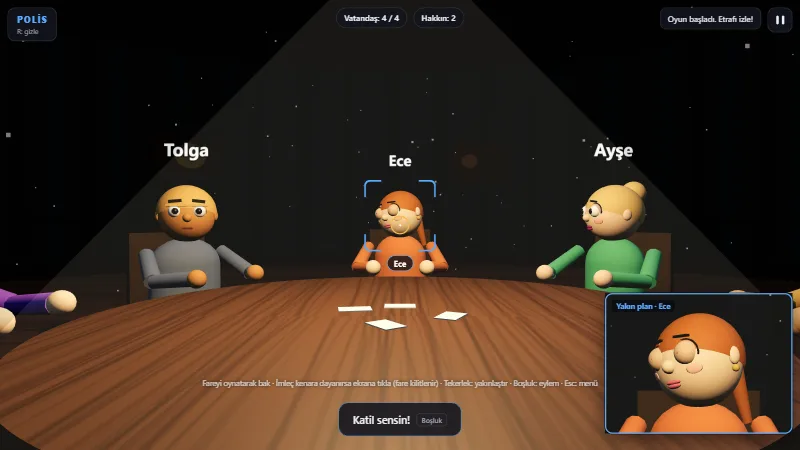 POLİS
R: gizle
Vatandaş: 4 / 4
Hakkın: 2
Oyun başladı. Etrafı izle!
Tolga
Ece
Ayşe
Ece
Yakın plan · Ece
Fareyi oynatarak bak · İmleç kenara dayanırsa ekrana tıkla (fare kilitlenir) · Tekerlek: yakınlaştır · Boşluk: eylem · Esc: menü
Katil sensin! Boşluk